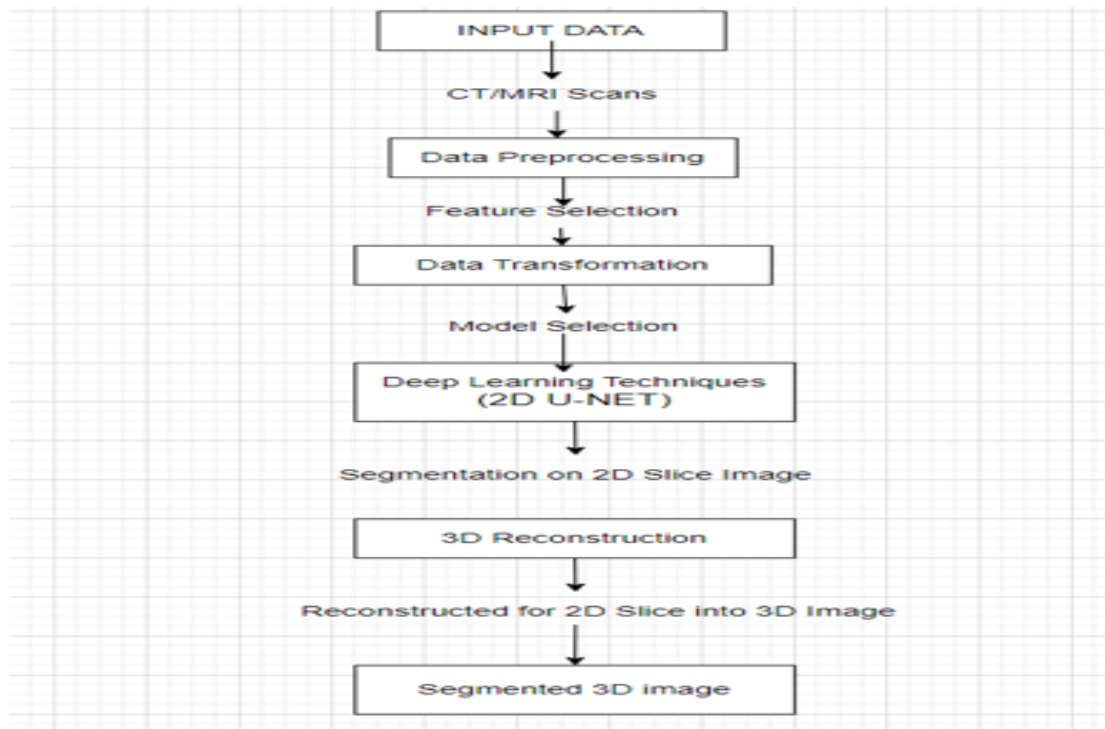 INPUT DATA
CT/MRI Scans
Data Preprocessing
Feature Selection
Data Transformation
Model Selection
Deep Learning Techniques
(2D U-NET)
Segmentation on 2D Slice Image
3D Reconstruction
Reconstructed for 2D Slice into 3D Image
Segmented 3D image